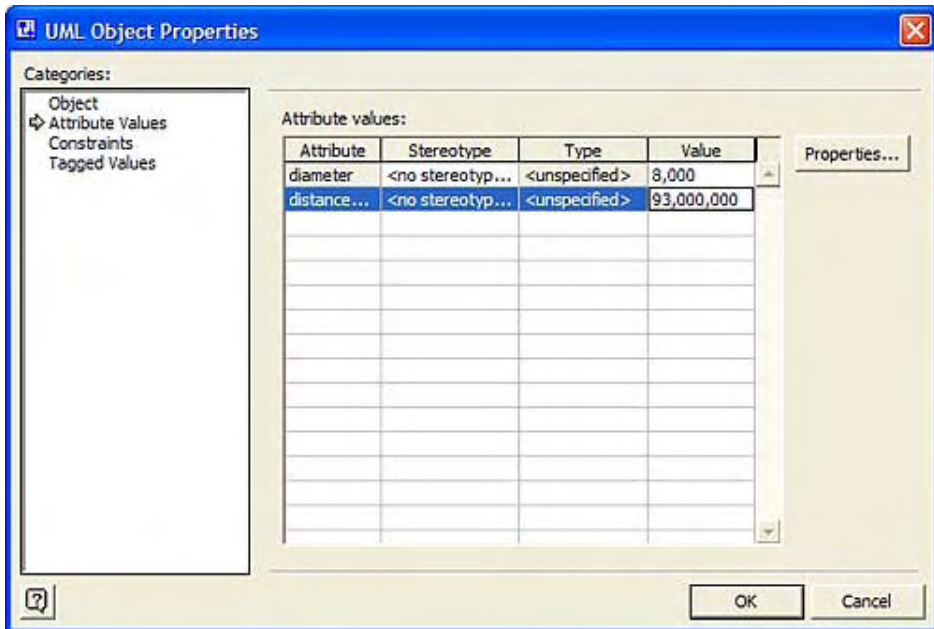 UML Object Properties
Categories:
Object
Attribute Values
Constraints
Tagged Values
Attribute values:
Attribute Stereotype Type Value
diameter <no stereotyp... <unspecified> 8,000
distance... <no stereotyp... <unspecified> 93,000,000
Properties...
OK Cancel